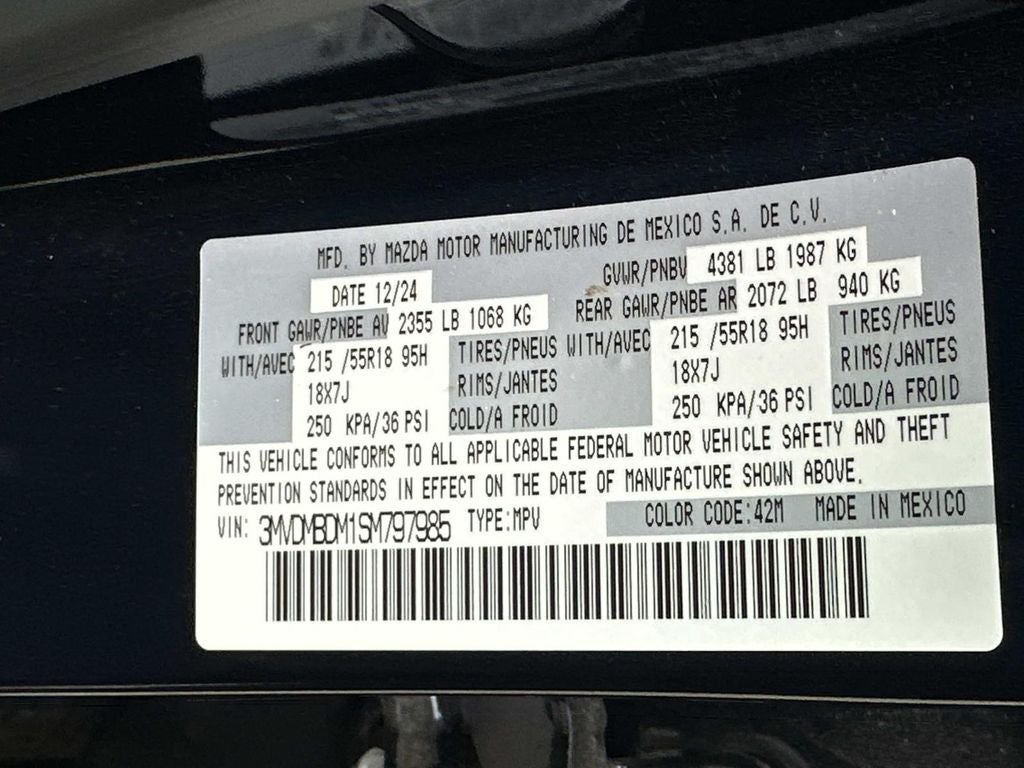 MFD. BY MAZDA MOTOR MANUFACTURING DE MEXICO S.A. DE C.V.
DATE 12/24 GVWR/PNBV 4381 LB 1987 KG
FRONT GAWR/PNBE AV 2355 LB 1068 KG REAR GAWR/PNBE AR 2072 LB 940 KG
WITH/AVEC 215 /55R18 95H TIRES/PNEUS WITH/AVEC 215 /55R18 95H TIRES/PNEUS
18X7J RIMS/JANTES 18X7J RIMS/JANTES
250 KPA/36 PSI COLD/A FROID 250 KPA/36 PSI COLD/A FROID
THIS VEHICLE CONFORMS TO ALL APPLICABLE FEDERAL MOTOR VEHICLE SAFETY AND THEFT
PREVENTION STANDARDS IN EFFECT ON THE DATE OF MANUFACTURE SHOWN ABOVE.
VIN: 3MVDMBDM1SM797985 TYPE:MPV COLOR CODE:42M MADE IN MEXICO